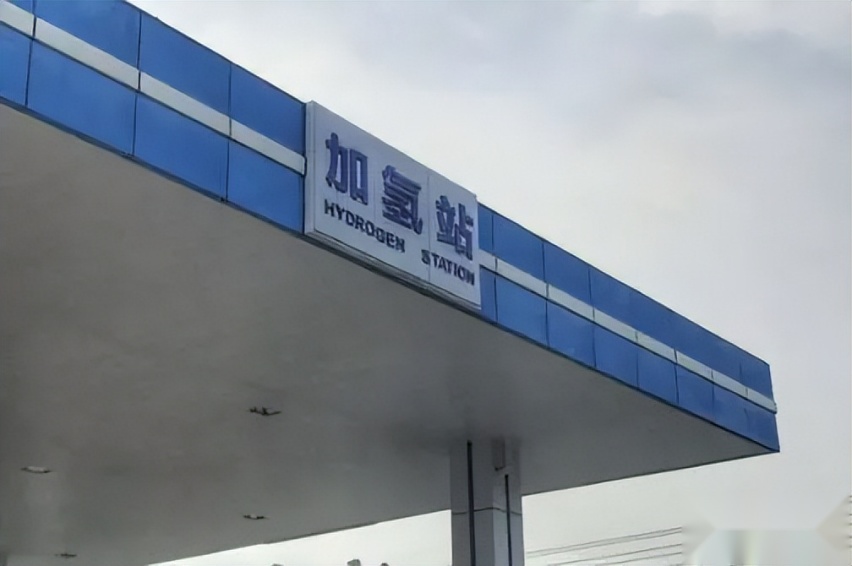 加氢站
HYDROGEN STATION